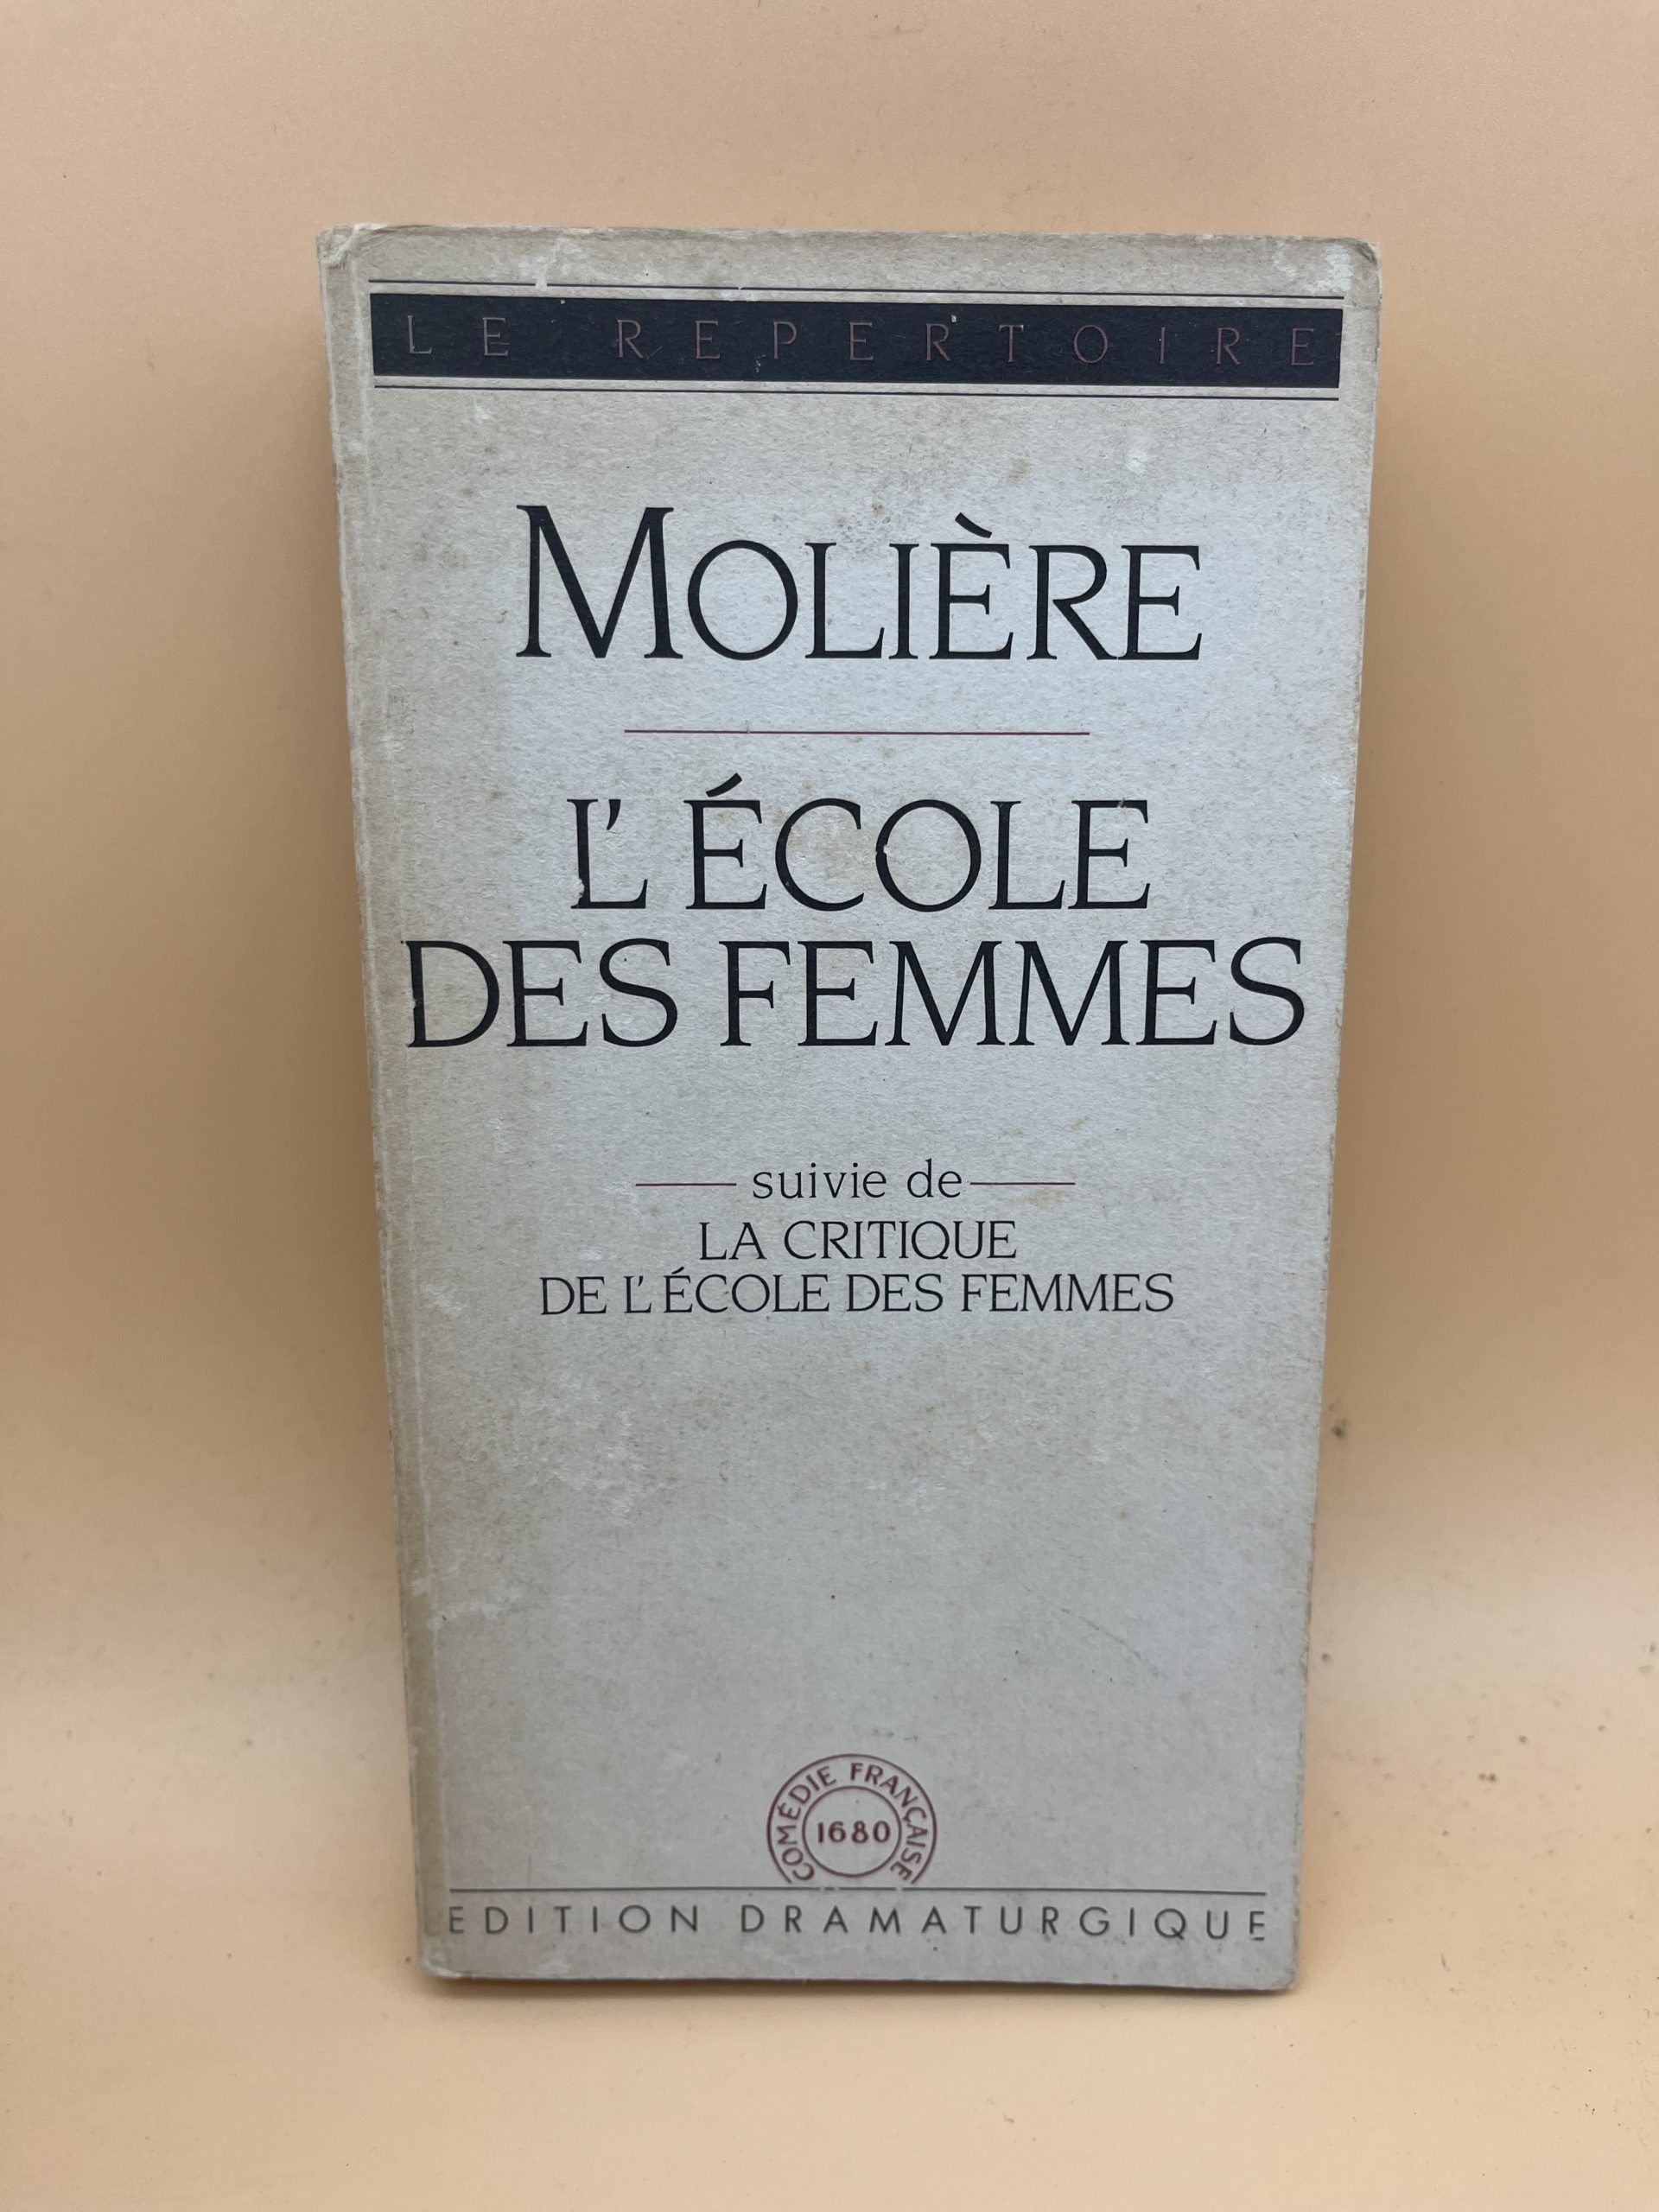 LE REPERTOIRE
MOLIÈRE
L'ÉCOLE
DES FEMMES
suivie de
LA CRITIQUE
DE L'ÉCOLE DES FEMMES
COMÉDIE FRANÇAISE
1680
EDITION DRAMATURGIQUE